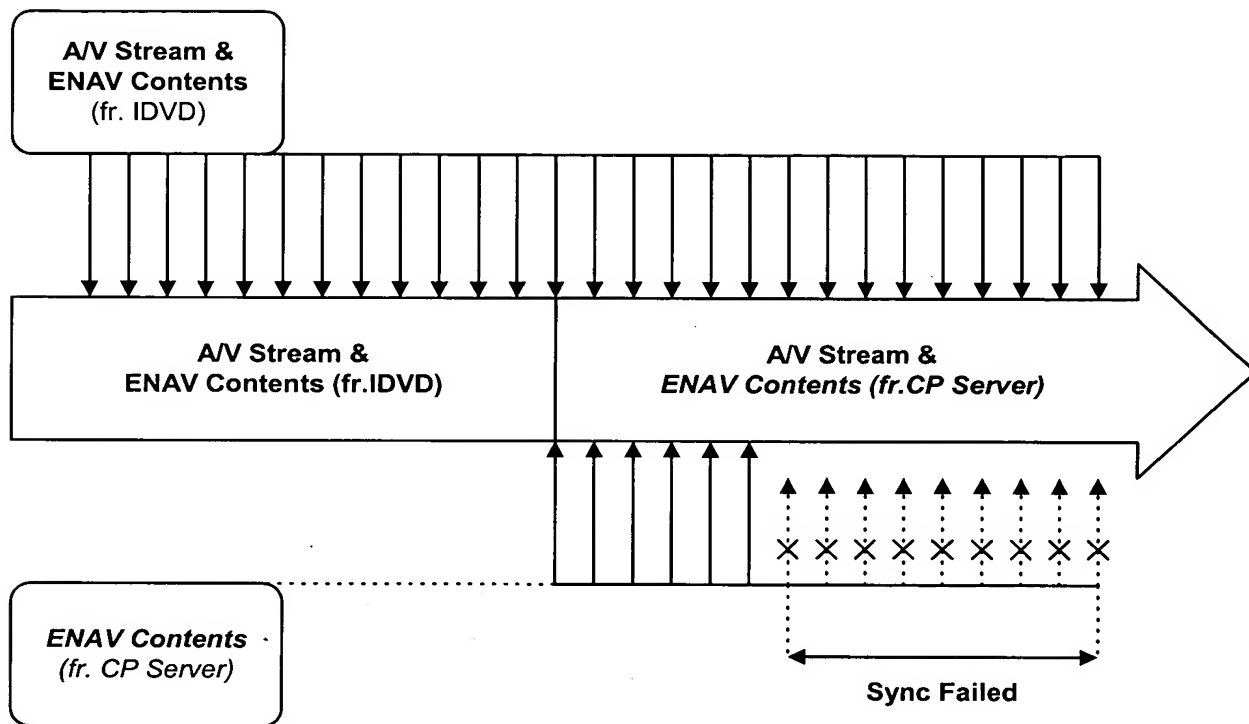 A/V Stream &
ENAV Contents
(fr. IDVD)
A/V Stream &
ENAV Contents (fr.IDVD)
A/V Stream &
ENAV Contents (fr.CP Server)
ENAV Contents
(fr. CP Server)
Sync Failed